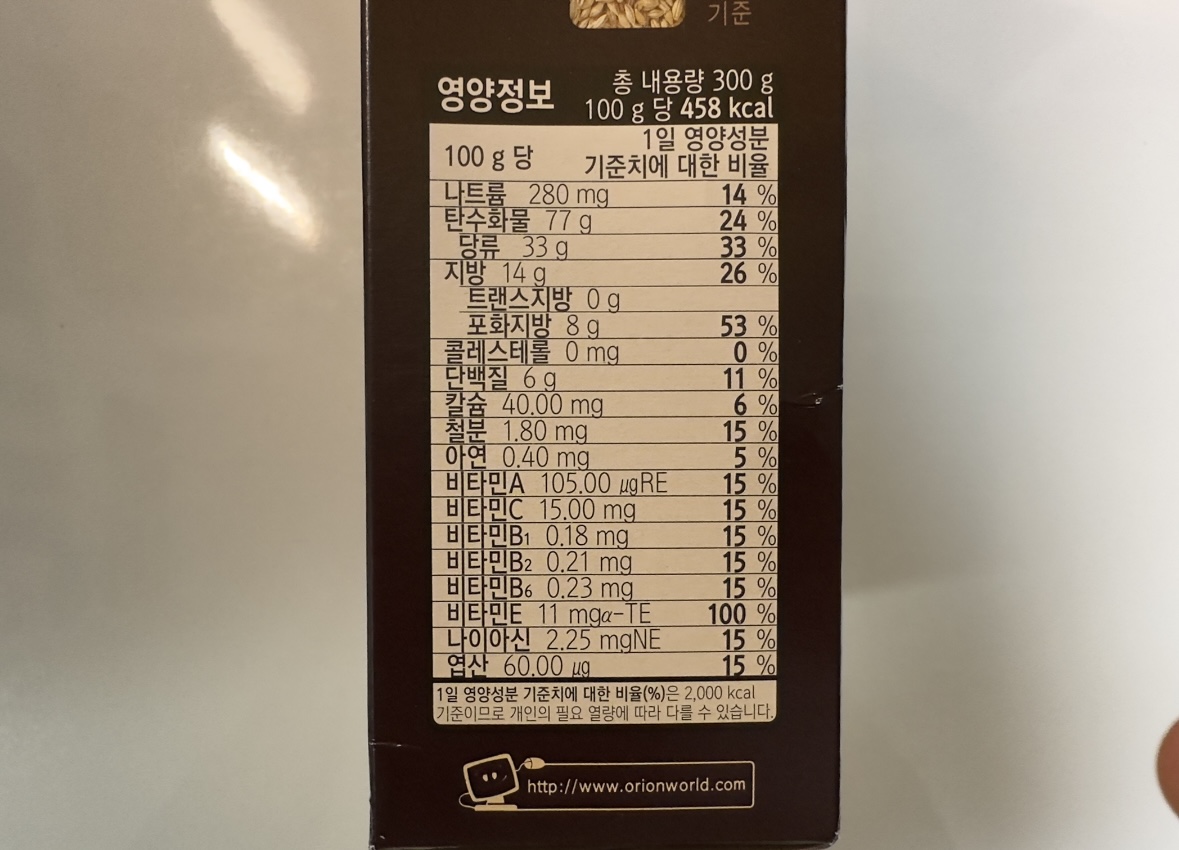 기준
영양정보
총 내용량 300 g
100 g 당 458 kcal
100 g 당
1일 영양성분
기준치에 대한 비율
나트륨 280 mg 14 %
탄수화물 77 g 24 %
당류 33 g 33 %
지방 14 g 26 %
트랜스지방 0 g
포화지방 8 g 53 %
콜레스테롤 0 mg 0 %
단백질 6 g 11 %
칼슘 40.00 mg 6 %
철분 1.80 mg 15 %
아연 0.40 mg 5 %
비타민A 105.00 µgRE 15 %
비타민C 15.00 mg 15 %
비타민B1 0.18 mg 15 %
비타민B2 0.21 mg 15 %
비타민B6 0.23 mg 15 %
비타민E 11 mgα-TE 100 %
나이아신 2.25 mgNE 15 %
엽산 60.00 µg 15 %
1일 영양성분 기준치에 대한 비율(%)은 2,000 kcal
기준이므로 개인의 필요 열량에 따라 다를 수 있습니다.
http://www.orionworld.com